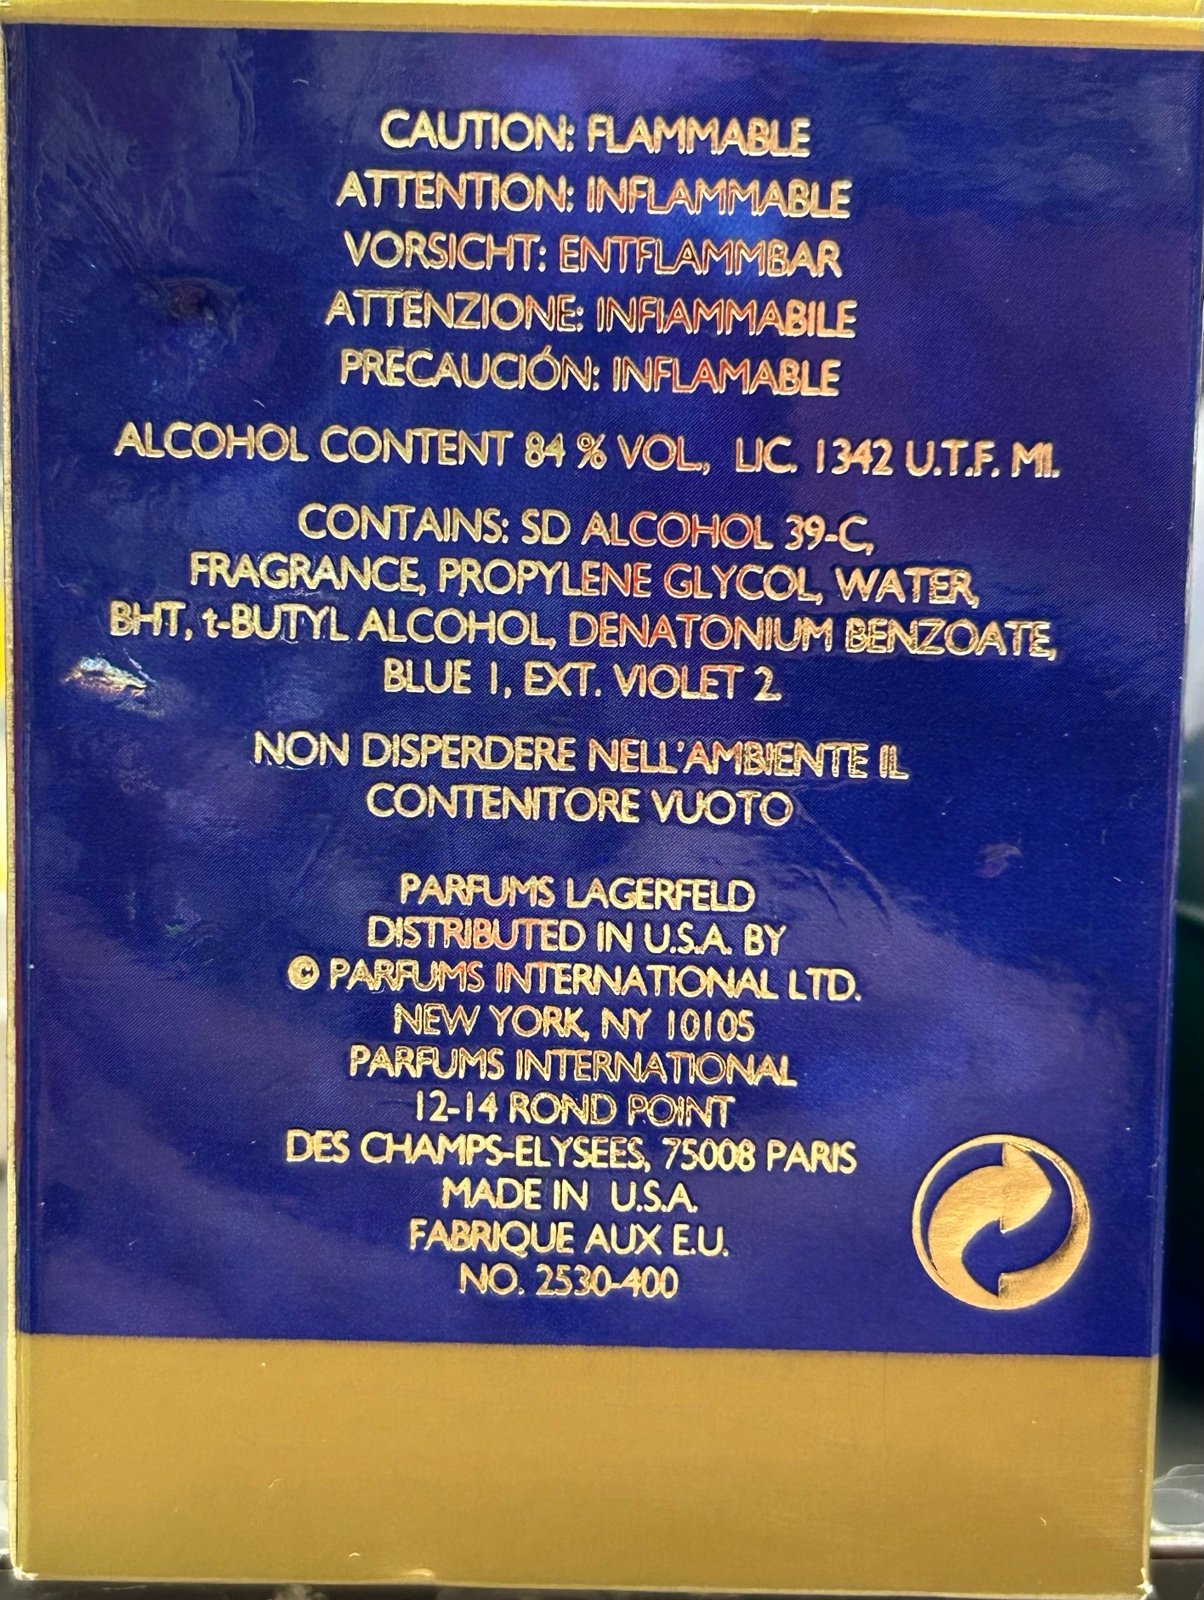 CAUTION: FLAMMABLE
ATTENTION: INFLAMMABLE
VORSICHT: ENTFLAMMBAR
ATTENZIONE: INFIAMMABILE
PRECAUCIÓN: INFLAMABLE
ALCOHOL CONTENT 84 % VOL., LIC. 1342 U.T.F. MI.
CONTAINS: SD ALCOHOL 39-C,
FRAGRANCE, PROPYLENE GLYCOL, WATER,
BHT, t-BUTYL ALCOHOL, DENATONIUM BENZOATE,
BLUE 1, EXT. VIOLET 2.
NON DISPERDERE NELL'AMBIENTE IL
CONTENITORE VUOTO
PARFUMS LAGERFELD
DISTRIBUTED IN U.S.A. BY
© PARFUMS INTERNATIONAL LTD.
NEW YORK, NY 10105
PARFUMS INTERNATIONAL
12-14 ROND POINT
DES CHAMPS-ELYSEES, 75008 PARIS
MADE IN U.S.A.
FABRIQUE AUX E.U.
NO. 2530-400